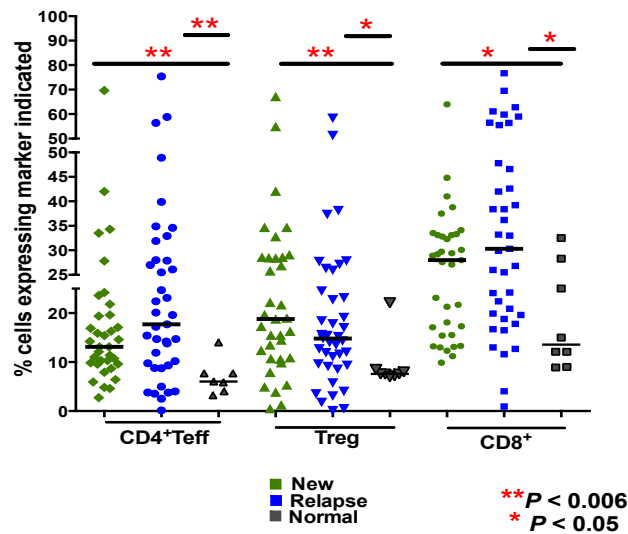 % cells expressing marker indicated
100
90
80
70
60
50
50
45
40
35
30
25
20
10
0
** ** ** * * *
CD4⁺Teff Treg CD8⁺
New
Relapse
Normal
**P < 0.006
* P < 0.05